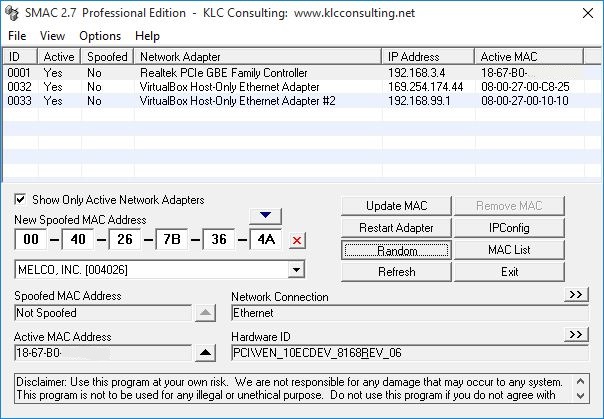 SMAC 2.7 Professional Edition - KLC Consulting: www.klcconsulting.net
File View Options Help
ID Active Spoofed Network Adapter IP Address Active MAC
0001 Yes No Realtek PCIe GBE Family Controller 192.168.3.4 18-67-B0-
0032 Yes No VirtualBox Host-Only Ethernet Adapter 169.254.174.44 08-00-27-00-C8-25
0033 Yes No VirtualBox Host-Only Ethernet Adapter #2 192.168.99.1 08-00-27-00-10-10
Show Only Active Network Adapters
New Spoofed MAC Address
00 - 40 - 26 - 7B - 36 - 4A
MELCO, INC. [004026]
Update MAC Remove MAC
Restart Adapter IPConfig
Random MAC List
Refresh Exit
Spoofed MAC Address
Not Spoofed
Network Connection >>
Ethernet
Active MAC Address
18-67-B0-
Hardware ID >>
PCI\VEN_10ECDEV_8168REV_06
Disclaimer: Use this program at your own risk. We are not responsible for any damage that may occur to any system.
This program is not to be used for any illegal or unethical purpose. Do not use this program if you do not agree with